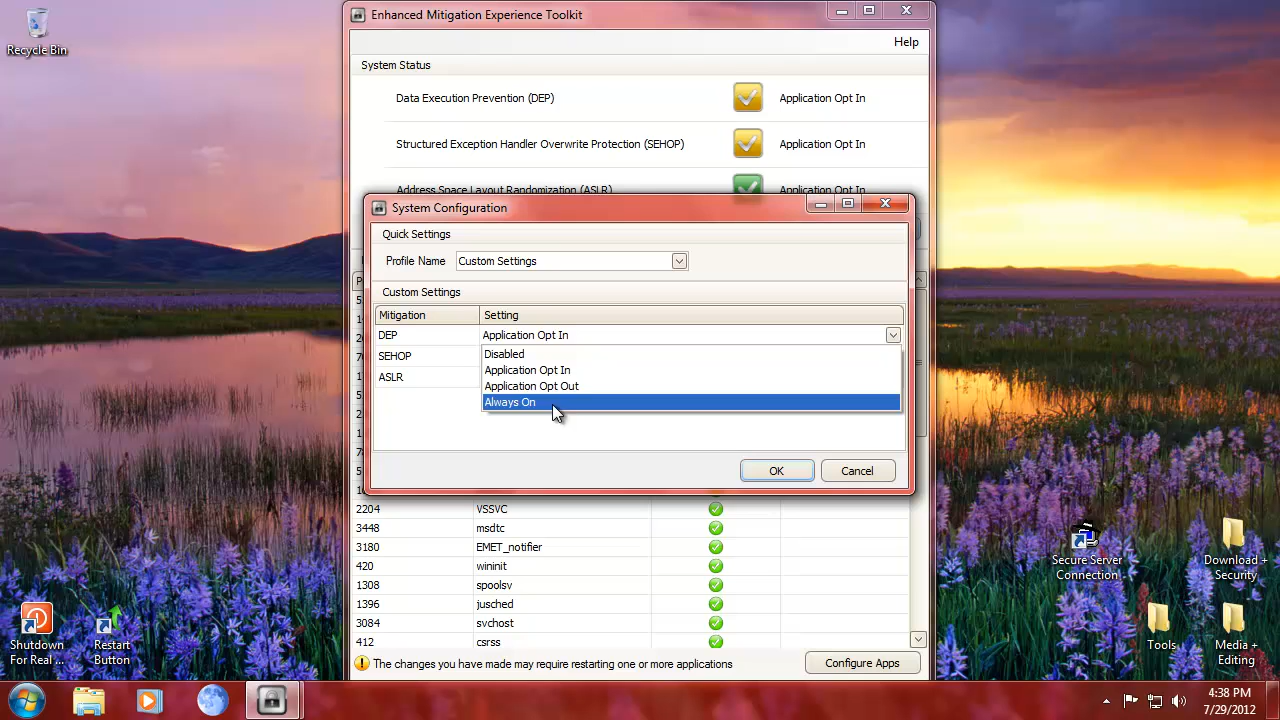 Recycle Bin
Enhanced Mitigation Experience Toolkit
Help
System Status
Data Execution Prevention (DEP)
Application Opt In
Structured Exception Handler Overwrite Protection (SEHOP)
Application Opt In
Address Space Layout Randomization (ASLR)
Application Opt In
System Configuration
Quick Settings
Profile Name
Custom Settings
Custom Settings
Mitigation
Setting
DEP
Application Opt In
SEHOP
ASLR
Disabled
Application Opt In
Application Opt Out
Always On
OK
Cancel
2204
VSSVC
3448
msdtc
3180
EMET_notifier
420
wininit
1308
spoolsv
1396
jusched
3084
svchost
412
csrss
The changes you have made may require restarting one or more applications
Configure Apps
Shutdown
For Real ...
Restart
Button
Secure Server
Connection
Download +
Security
Tools
Media +
Editing
4:38 PM
7/29/2012